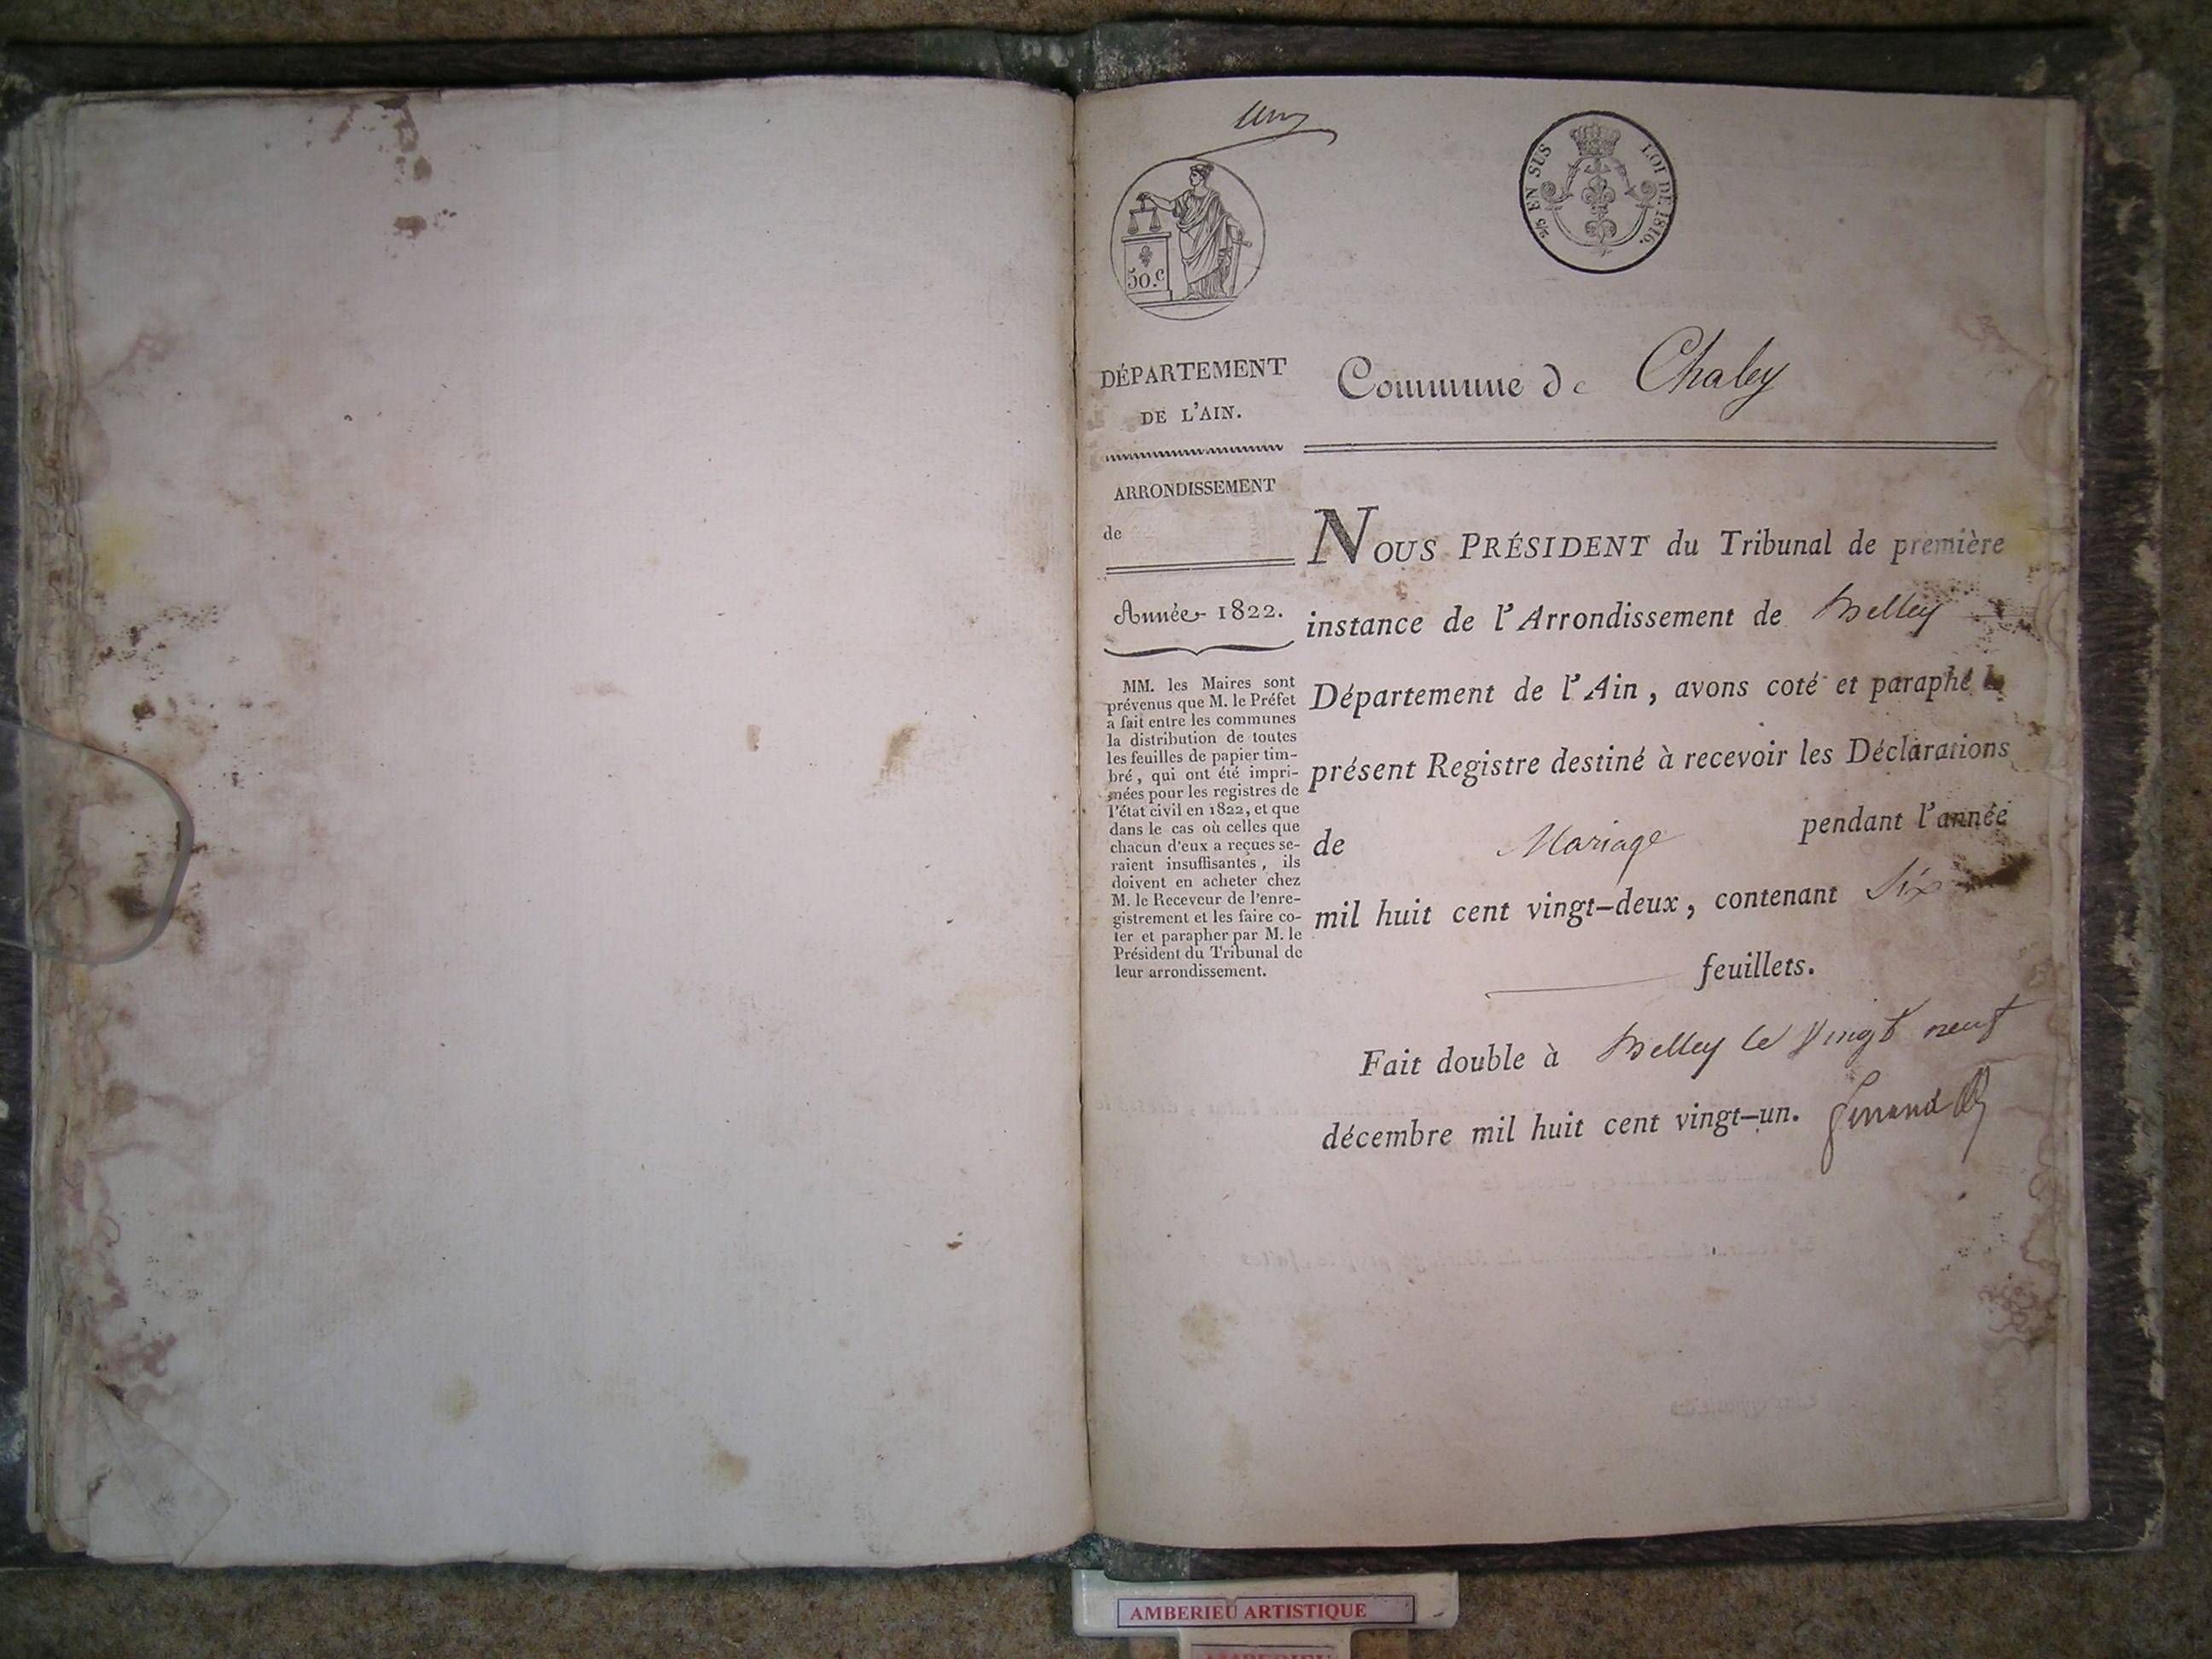 un
50.c
2/5 EN SUS LOI DE 1816.
DÉPARTEMENT
DE L'AIN.
Commune de Chaley
ARRONDISSEMENT
de
Année 1822.
MM. les Maires sont
prévenus que M. le Préfet
a fait entre les communes
la distribution de toutes
les feuilles de papier tim-
bré, qui ont été impri-
mées pour les registres de
l'état civil en 1822, et que
dans le cas où celles que
chacun d'eux a reçues se-
raient insuffisantes, ils
doivent en acheter chez
M. le Receveur de l'enre-
gistrement et les faire co-
ter et parapher par M. le
Président du Tribunal de
leur arrondissement.
NOUS PRÉSIDENT du Tribunal de première
instance de l'Arrondissement de Belley
Département de l'Ain, avons coté et paraphé le
présent Registre destiné à recevoir les Déclarations
de Mariage pendant l'année
mil huit cent vingt-deux, contenant Six
feuillets.
Fait double à Belley le Vingt neuf
décembre mil huit cent vingt-un.
AMBERIEU ARTISTIQUE
AMBERIEU